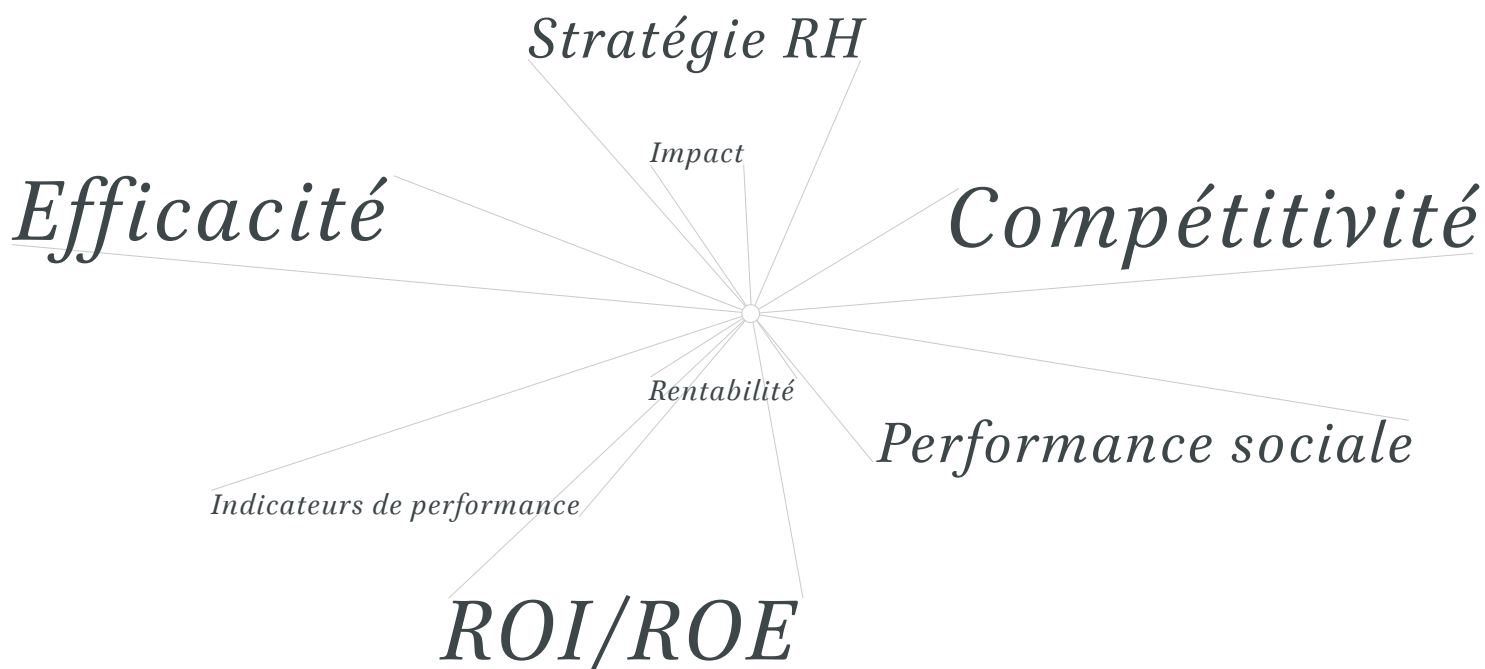 Stratégie RH
Impact
Efficacité
Compétitivité
Rentabilité
Performance sociale
Indicateurs de performance
ROI/ROE